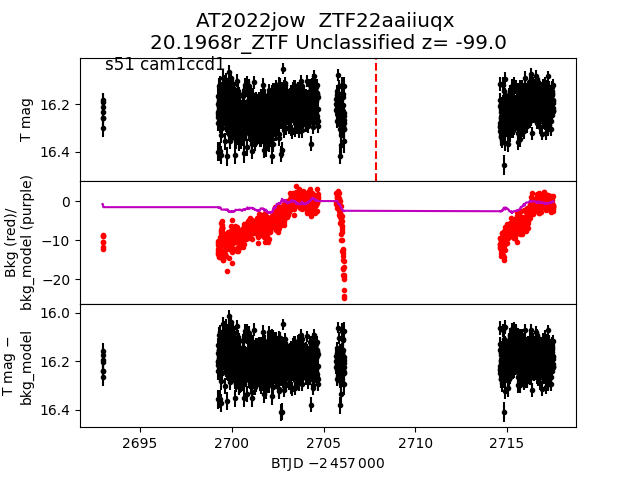 AT2022jow  ZTF22aaiiuqx
20.1968r_ZTF Unclassified z= -99.0
s51 cam1ccd1
T mag
16.2
16.4
Bkg (red)/
bkg_model (purple)
0
−10
−20
T mag −
bkg_model
16.0
16.2
16.4
2695
2700
2705
2710
2715
BTJD −2 457 000